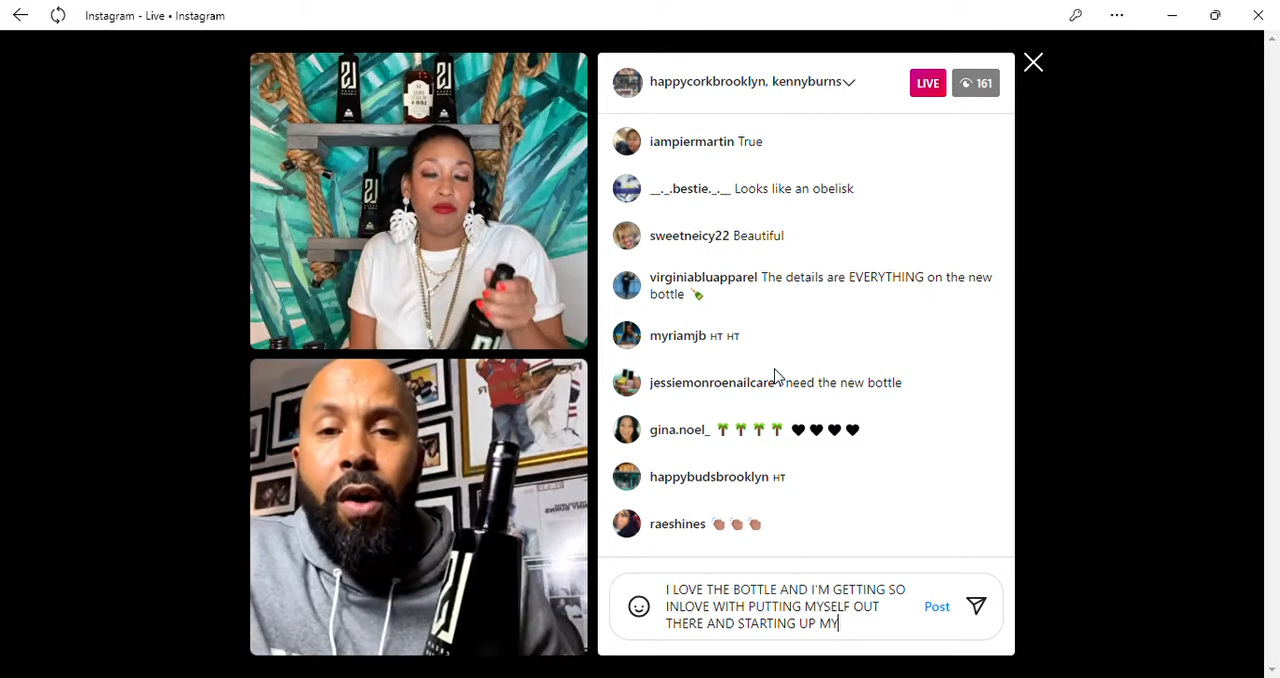 Instagram - Live • Instagram
happycorkbrooklyn, kennyburns
LIVE
161
iampiermartin True
__._.bestie._.__ Looks like an obelisk
sweetneicy22 Beautiful
virginiabluapparel The details are EVERYTHING on the new
bottle 🍾
myriamjb HT HT
jessiemonroenailcare need the new bottle
gina.noel_ 🌴🌴🌴🌴🖤🖤🖤🖤
happybudsbrooklyn HT
raeshines 👏🏽👏🏽👏🏽
I LOVE THE BOTTLE AND I'M GETTING SO
INLOVE WITH PUTTING MYSELF OUT
THERE AND STARTING UP MY
Post